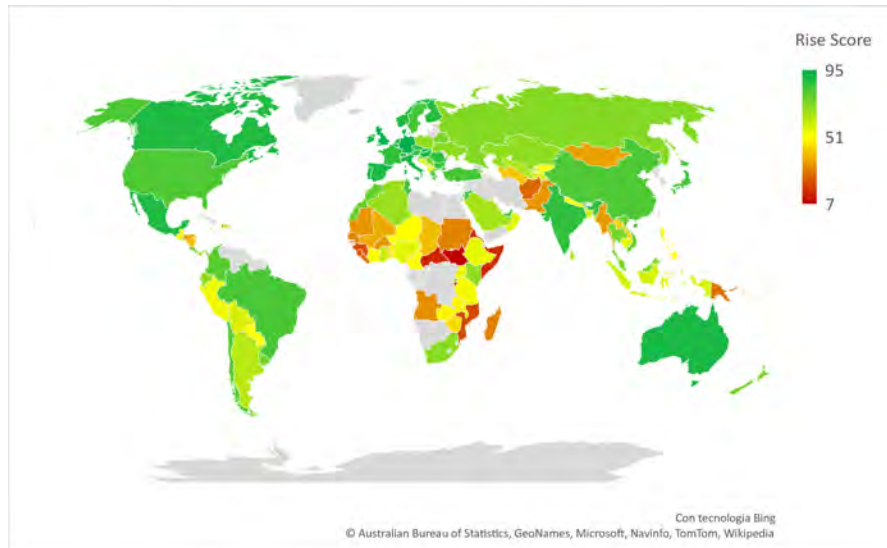 Rise Score
95
51
7
Con tecnologia Bing
© Australian Bureau of Statistics, GeoNames, Microsoft, Navinfo, TomTom, Wikipedia